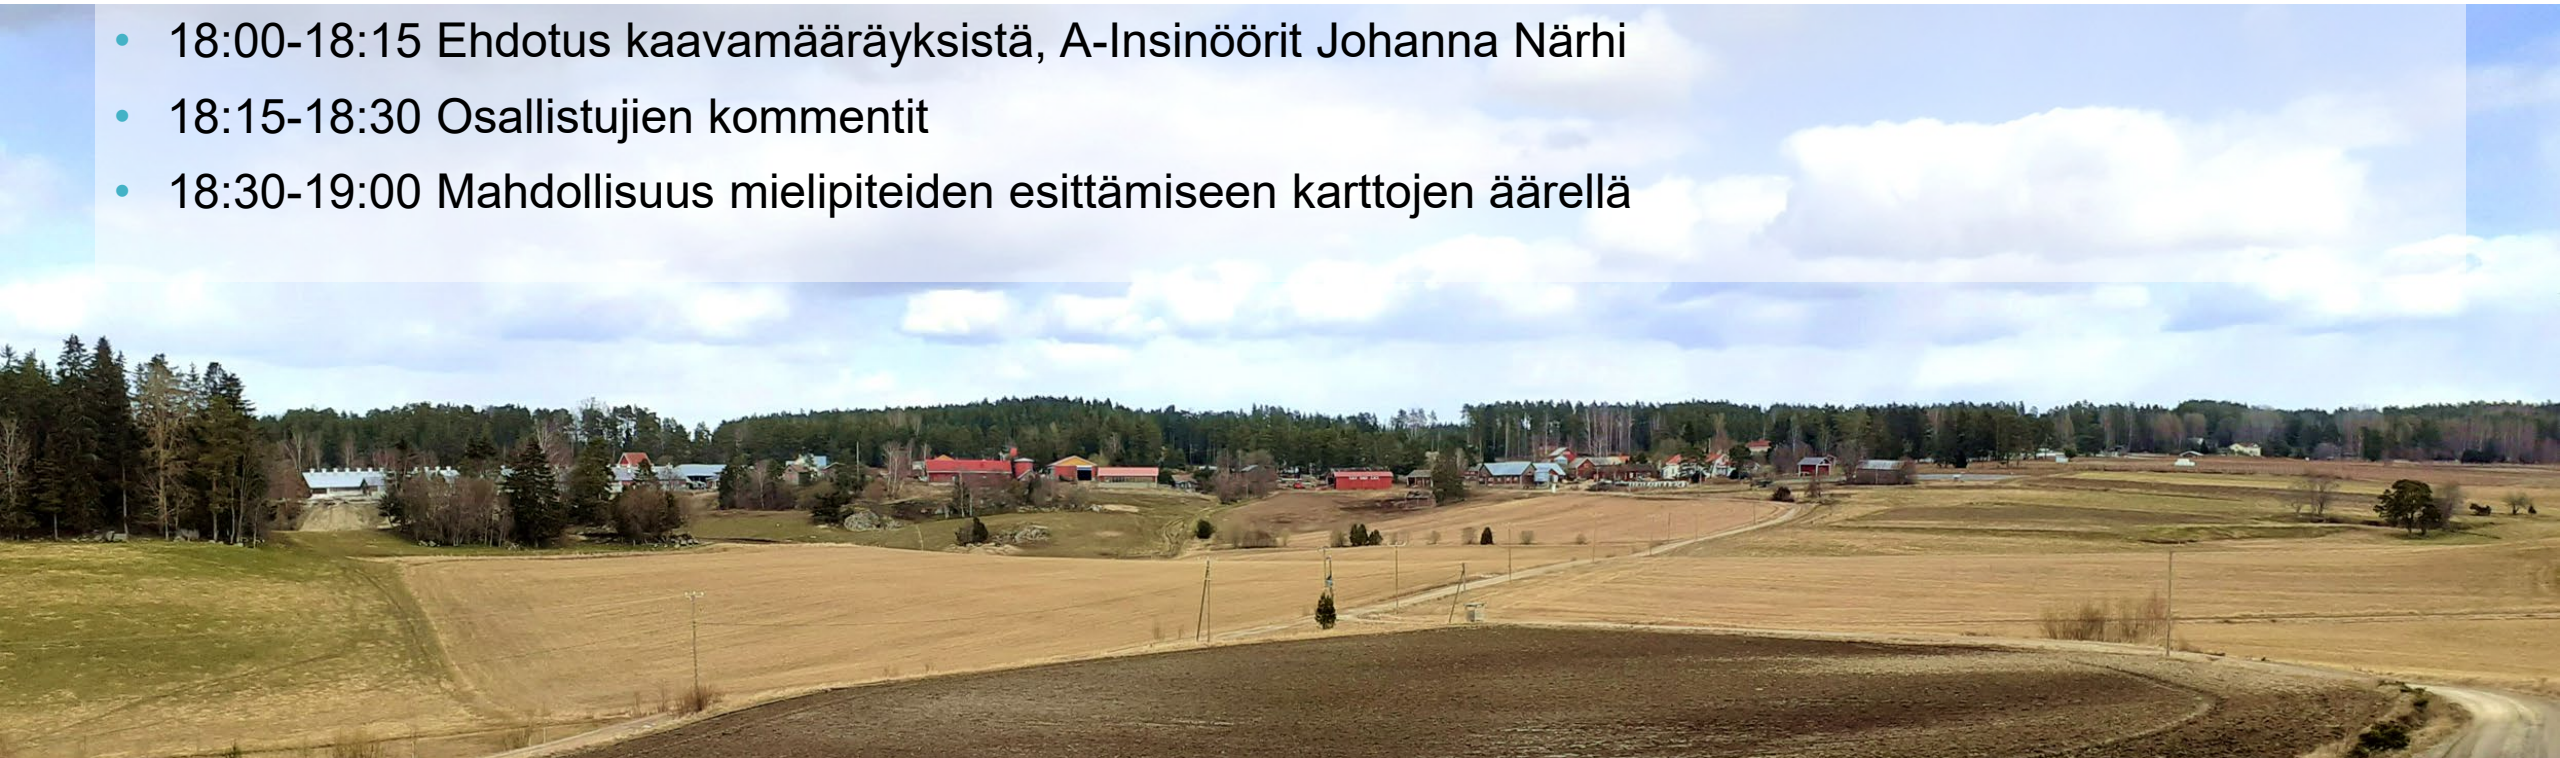 • 18:00-18:15 Ehdotus kaavamääräyksistä, A-Insinöörit Johanna Närhi
• 18:15-18:30 Osallistujien kommentit
• 18:30-19:00 Mahdollisuus mielipiteiden esittämiseen karttojen äärellä